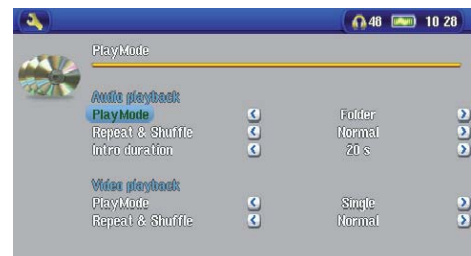 48 10 28
PlayMode
Audio playback
PlayMode Folder
Repeat & Shuffle Normal
Intro duration 20 s
Video playback
PlayMode Single
Repeat & Shuffle Normal